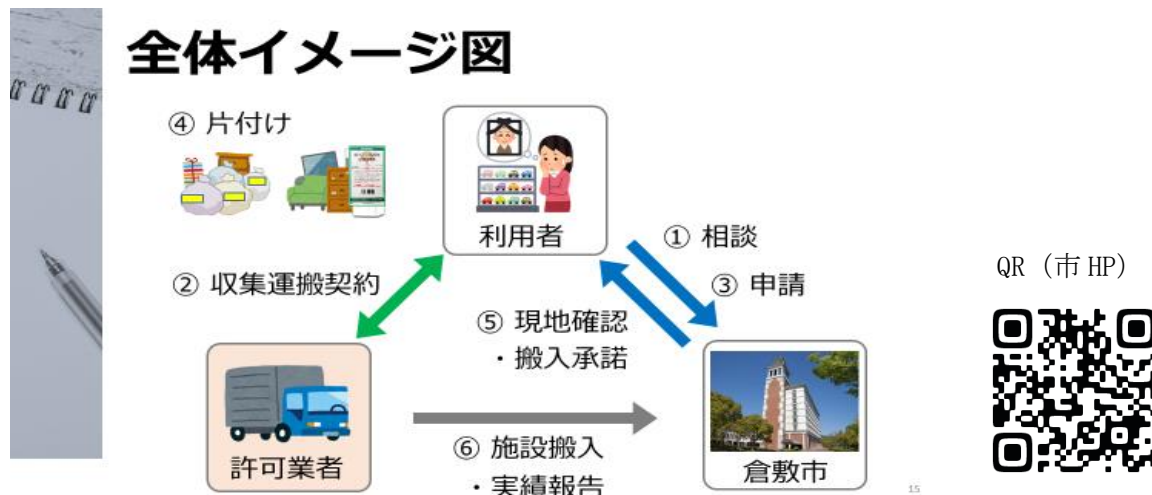 全体イメージ図
④ 片付け
利用者
① 相談
③ 申請
② 収集運搬契約
⑤ 現地確認
・搬入承諾
許可業者
⑥ 施設搬入
・実績報告
倉敷市
15
QR（市HP）